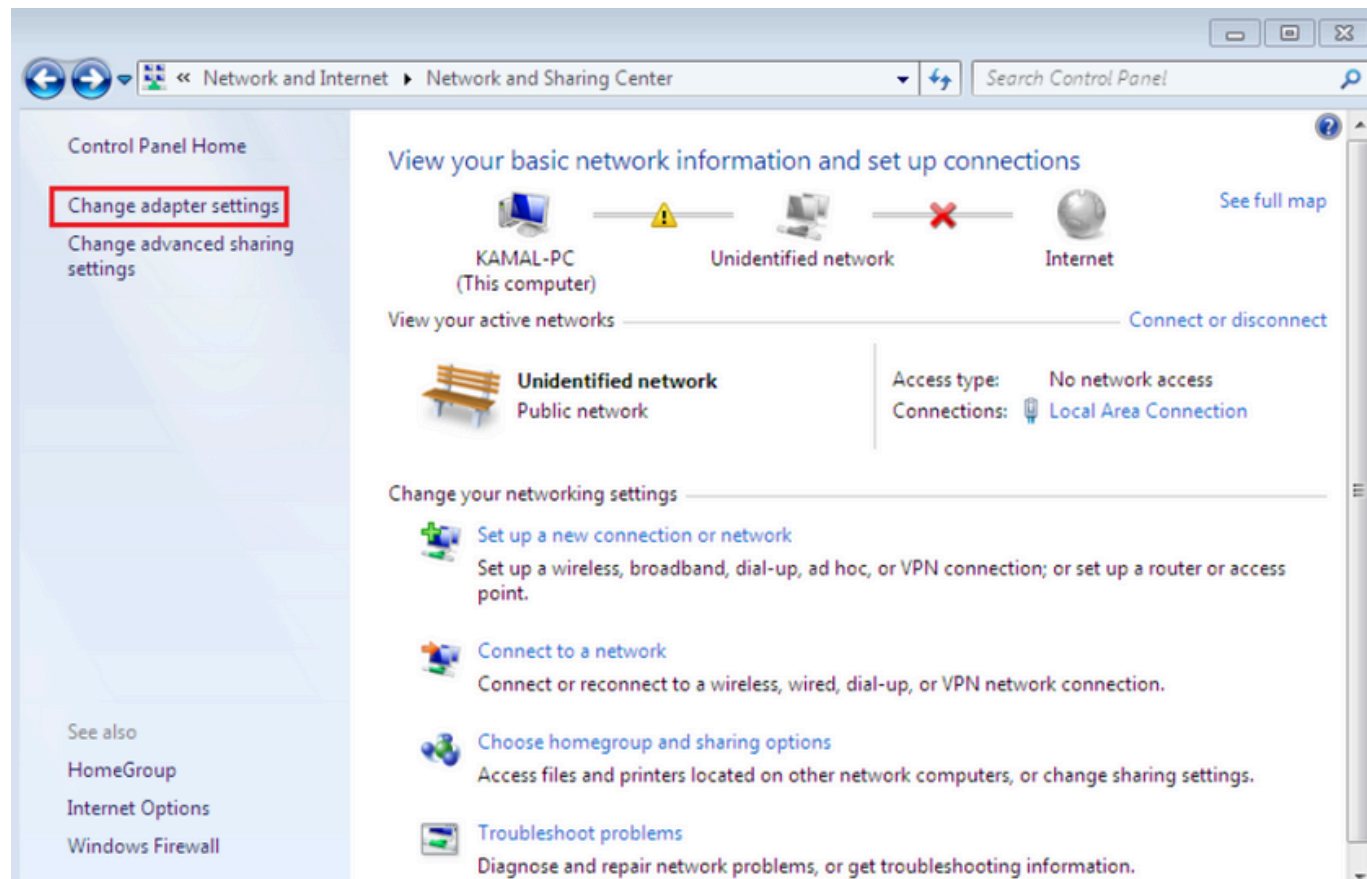 « Network and Internet ▸ Network and Sharing Center
Search Control Panel
Control Panel Home
Change adapter settings
Change advanced sharing
settings
See also
HomeGroup
Internet Options
Windows Firewall
View your basic network information and set up connections
See full map
KAMAL-PC
(This computer)
Unidentified network
Internet
View your active networks
Connect or disconnect
Unidentified network
Public network
Access type: No network access
Connections: Local Area Connection
Change your networking settings
Set up a new connection or network
Set up a wireless, broadband, dial-up, ad hoc, or VPN connection; or set up a router or access
point.
Connect to a network
Connect or reconnect to a wireless, wired, dial-up, or VPN network connection.
Choose homegroup and sharing options
Access files and printers located on other network computers, or change sharing settings.
Troubleshoot problems
Diagnose and repair network problems, or get troubleshooting information.